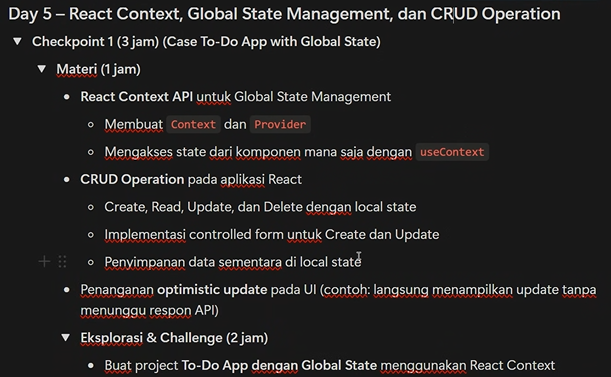 Day 5 – React Context, Global State Management, dan CRUD Operation
Checkpoint 1 (3 jam) (Case To-Do App with Global State)
Materi (1 jam)
React Context API untuk Global State Management
Membuat Context dan Provider
Mengakses state dari komponen mana saja dengan useContext
CRUD Operation pada aplikasi React
Create, Read, Update, dan Delete dengan local state
Implementasi controlled form untuk Create dan Update
Penyimpanan data sementara di local state
Penanganan optimistic update pada UI (contoh: langsung menampilkan update tanpa
menunggu respon API)
Eksplorasi & Challenge (2 jam)
Buat project To-Do App dengan Global State menggunakan React Context